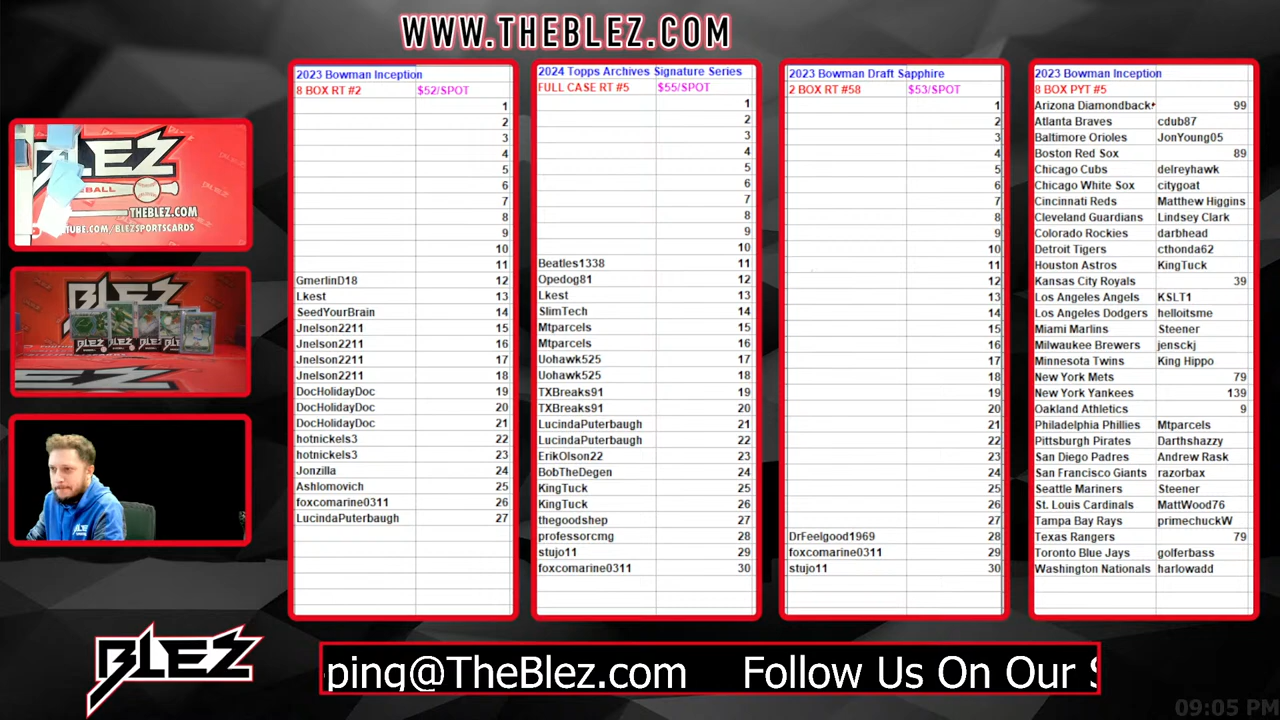 WWW.THEBLEZ.COM
BLEZ
BASEBALL
THEBLEZ.COM
YOUTUBE.COM/BLEZSPORTSCARDS
BLEZ
2023 Bowman Inception
8 BOX RT #2 $52/SPOT
1
2
3
4
5
6
7
8
9
10
11
GmerlinD18 12
Lkest 13
SeedYourBrain 14
Jnelson2211 15
Jnelson2211 16
Jnelson2211 17
Jnelson2211 18
DocHolidayDoc 19
DocHolidayDoc 20
DocHolidayDoc 21
hotnickels3 22
hotnickels3 23
Jonzilla 24
Ashlomovich 25
foxcomarine0311 26
LucindaPuterbaugh 27
2024 Topps Archives Signature Series
FULL CASE RT #5 $55/SPOT
1
2
3
4
5
6
7
8
9
10
Beatles1338 11
Opedog81 12
Lkest 13
SlimTech 14
Mtparcels 15
Mtparcels 16
Uohawk525 17
Uohawk525 18
TXBreaks91 19
TXBreaks91 20
LucindaPuterbaugh 21
LucindaPuterbaugh 22
ErikOlson22 23
BobTheDegen 24
KingTuck 25
KingTuck 26
thegoodshep 27
professorcmg 28
stujo11 29
foxcomarine0311 30
2023 Bowman Draft Sapphire
2 BOX RT #58 $53/SPOT
1
2
3
4
5
6
7
8
9
10
11
12
13
14
15
16
17
18
19
20
21
22
23
24
25
26
27
DrFeelgood1969 28
foxcomarine0311 29
stujo11 30
2023 Bowman Inception
8 BOX PYT #5
Arizona Diamondback 99
Atlanta Braves cdub87
Baltimore Orioles JonYoung05
Boston Red Sox 89
Chicago Cubs delreyhawk
Chicago White Sox citygoat
Cincinnati Reds Matthew Higgins
Cleveland Guardians Lindsey Clark
Colorado Rockies darbhead
Detroit Tigers cthonda62
Houston Astros KingTuck
Kansas City Royals 39
Los Angeles Angels KSLT1
Los Angeles Dodgers helloitsme
Miami Marlins Steener
Milwaukee Brewers jensckj
Minnesota Twins King Hippo
New York Mets 79
New York Yankees 139
Oakland Athletics 9
Philadelphia Phillies Mtparcels
Pittsburgh Pirates Darthshazzy
San Diego Padres Andrew Rask
San Francisco Giants razorbax
Seattle Mariners Steener
St. Louis Cardinals MattWood76
Tampa Bay Rays primechuckW
Texas Rangers 79
Toronto Blue Jays golferbass
Washington Nationals harlowadd
BLEZ
pping@TheBlez.com Follow Us On Our S
09:05 PM